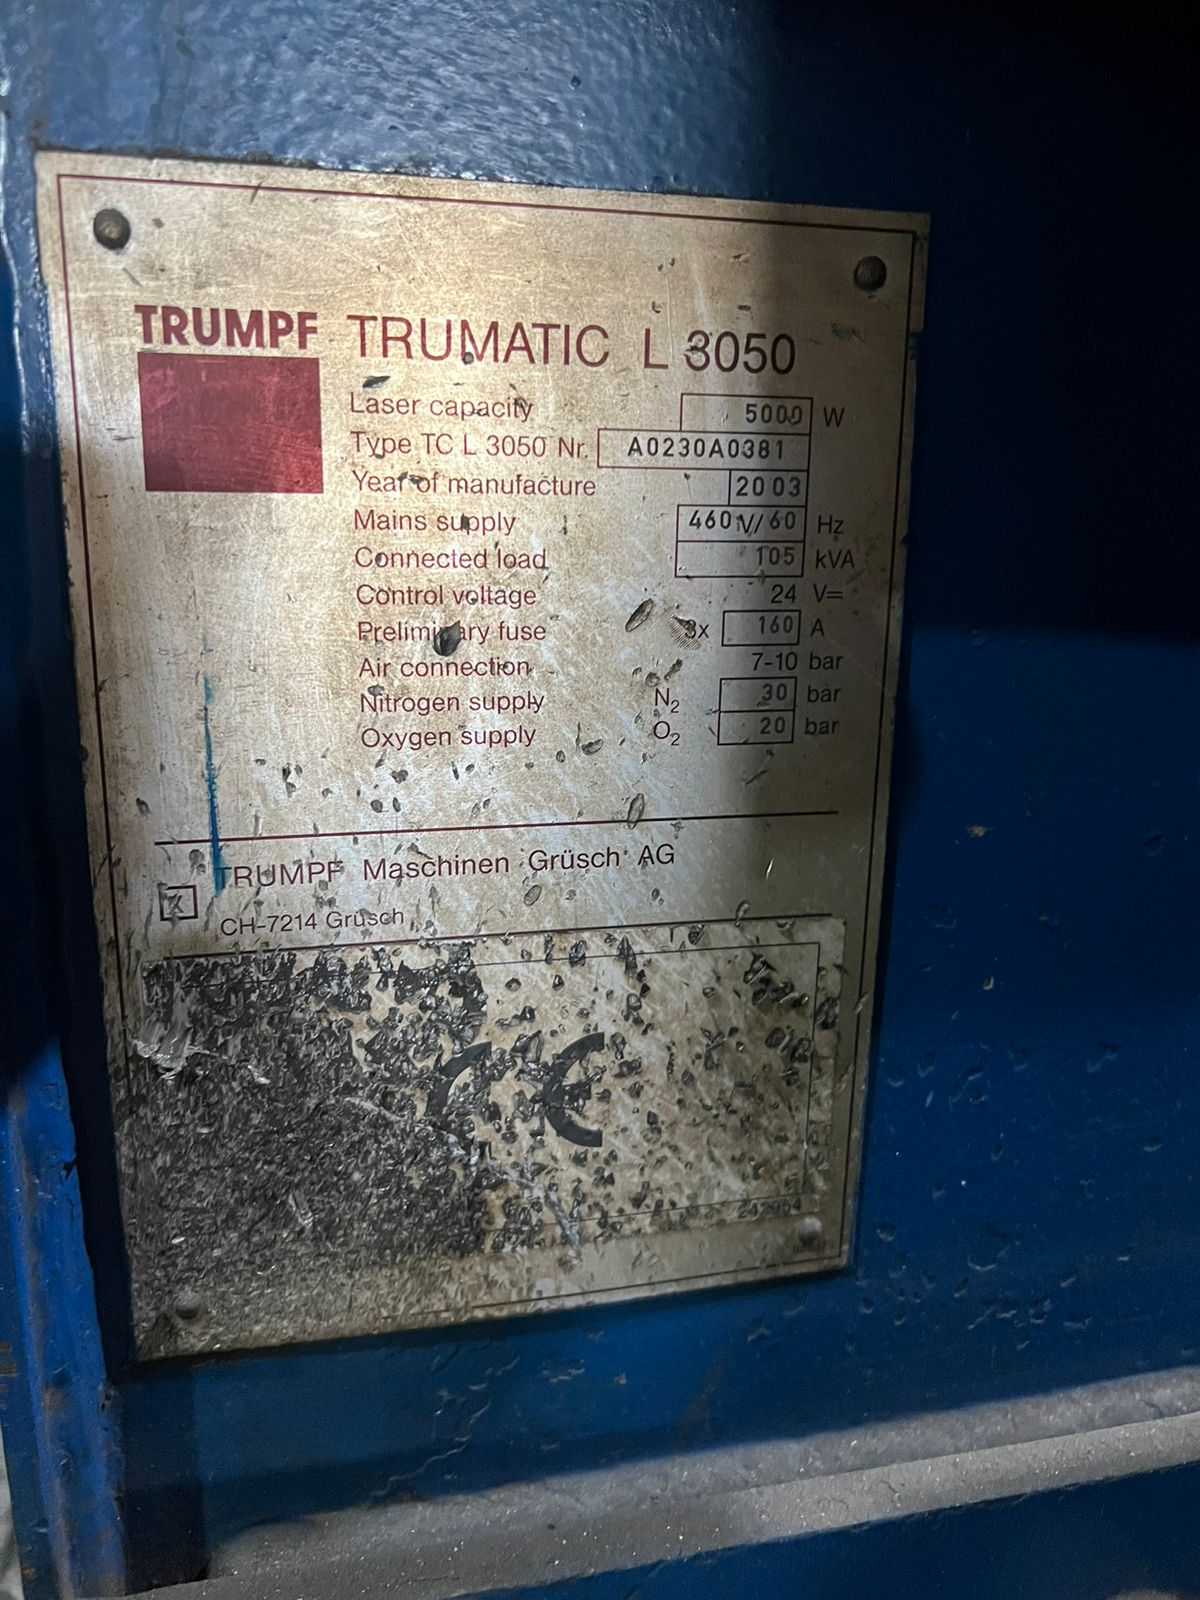 TRUMPF TRUMATIC L 3050
Laser capacity 5000 W
Type TC L 3050 Nr. A0230A0381
Year of manufacture 2003
Mains supply 460 V/60 Hz
Connected load 105 kVA
Control voltage 24 V=
Preliminary fuse 3x 160 A
Air connection 7-10 bar
Nitrogen supply N2 30 bar
Oxygen supply O2 20 bar
TRUMPF Maschinen Grüsch AG
CH-7214 Grüsch
CE